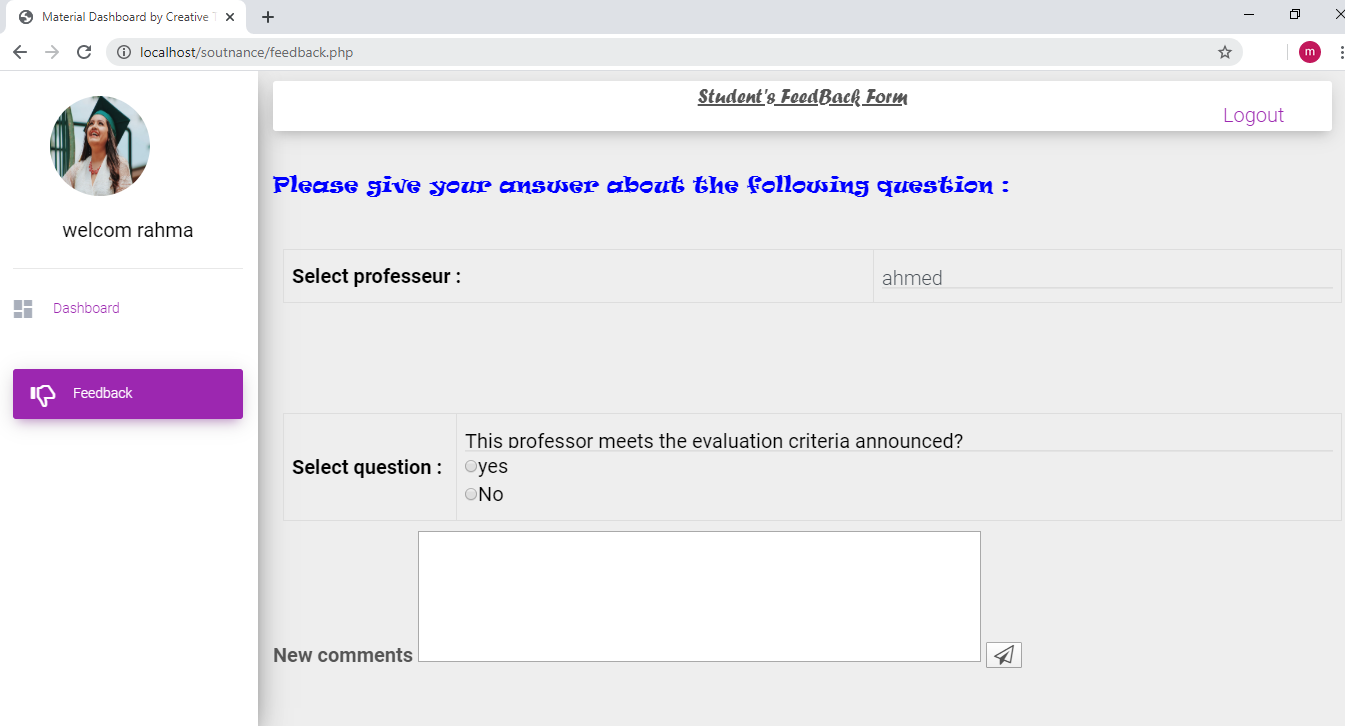 Material Dashboard by Creative T
localhost/soutnance/feedback.php
m
Student's FeedBack Form
Logout
Please give your answer about the following question :
welcom rahma
Select professeur :
ahmed
Dashboard
Feedback
This professor meets the evaluation criteria announced?
Select question :
yes
No
New comments